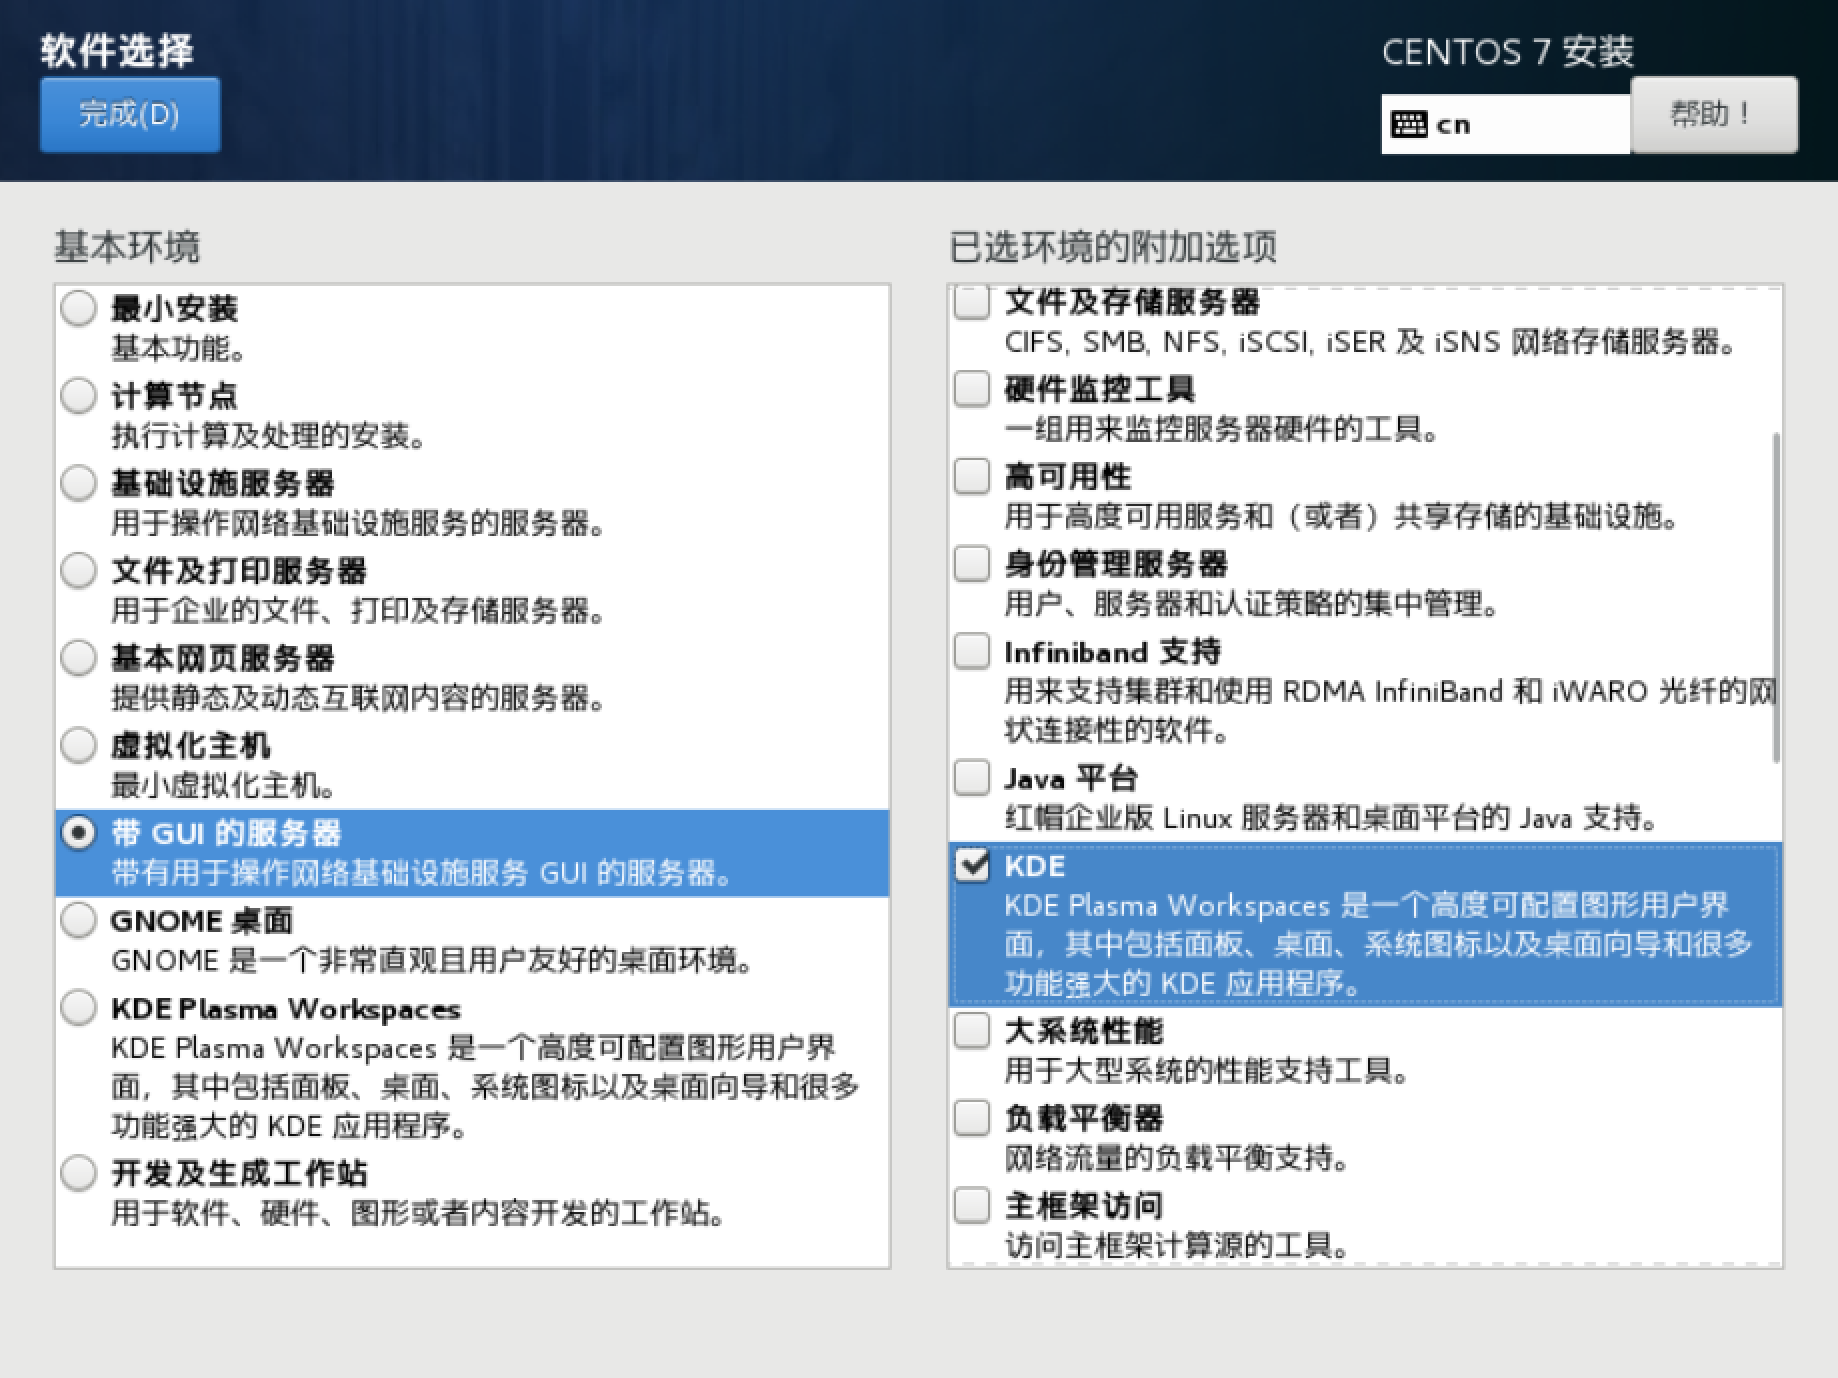 软件选择
完成(D)
CENTOS 7 安装
cn
帮助！
基本环境
最小安装
基本功能。
计算节点
执行计算及处理的安装。
基础设施服务器
用于操作网络基础设施服务的服务器。
文件及打印服务器
用于企业的文件、打印及存储服务器。
基本网页服务器
提供静态及动态互联网内容的服务器。
虚拟化主机
最小虚拟化主机。
带 GUI 的服务器
带有用于操作网络基础设施服务 GUI 的服务器。
GNOME 桌面
GNOME 是一个非常直观且用户友好的桌面环境。
KDE Plasma Workspaces
KDE Plasma Workspaces 是一个高度可配置图形用户界
面，其中包括面板、桌面、系统图标以及桌面向导和很多
功能强大的 KDE 应用程序。
开发及生成工作站
用于软件、硬件、图形或者内容开发的工作站。
已选环境的附加选项
文件及存储服务器
CIFS, SMB, NFS, iSCSI, iSER 及 iSNS 网络存储服务器。
硬件监控工具
一组用来监控服务器硬件的工具。
高可用性
用于高度可用服务和（或者）共享存储的基础设施。
身份管理服务器
用户、服务器和认证策略的集中管理。
Infiniband 支持
用来支持集群和使用 RDMA InfiniBand 和 iWARO 光纤的网
状连接性的软件。
Java 平台
红帽企业版 Linux 服务器和桌面平台的 Java 支持。
KDE
KDE Plasma Workspaces 是一个高度可配置图形用户界
面，其中包括面板、桌面、系统图标以及桌面向导和很多
功能强大的 KDE 应用程序。
大系统性能
用于大型系统的性能支持工具。
负载平衡器
网络流量的负载平衡支持。
主框架访问
访问主框架计算源的工具。